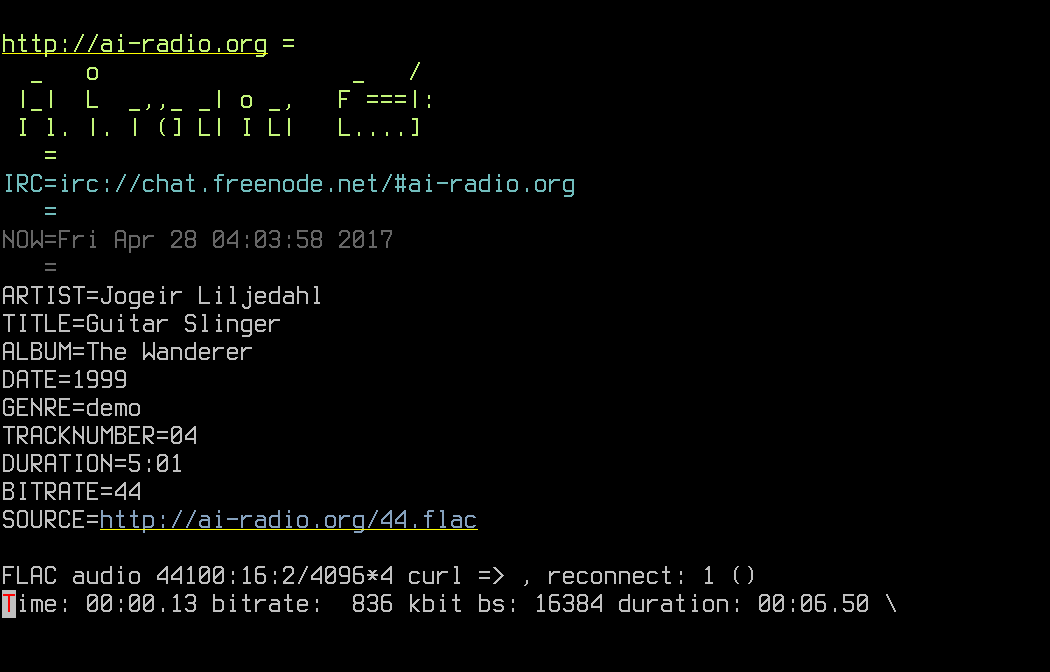 http://ai-radio.org =
  _   o                  _   /
 |_|  L  _,,_ _| o _,   F ===|:
 I l. |. | (] L| I L|   L....]
   =
IRC=irc://chat.freenode.net/#ai-radio.org
   =
NOW=Fri Apr 28 04:03:58 2017
   =
ARTIST=Jogeir Liljedahl
TITLE=Guitar Slinger
ALBUM=The Wanderer
DATE=1999
GENRE=demo
TRACKNUMBER=04
DURATION=5:01
BITRATE=44
SOURCE=http://ai-radio.org/44.flac
FLAC audio 44100:16:2/4096*4 curl => , reconnect: 1 ()
Time: 00:00.13 bitrate:  836 kbit bs: 16384 duration: 00:06.50 \